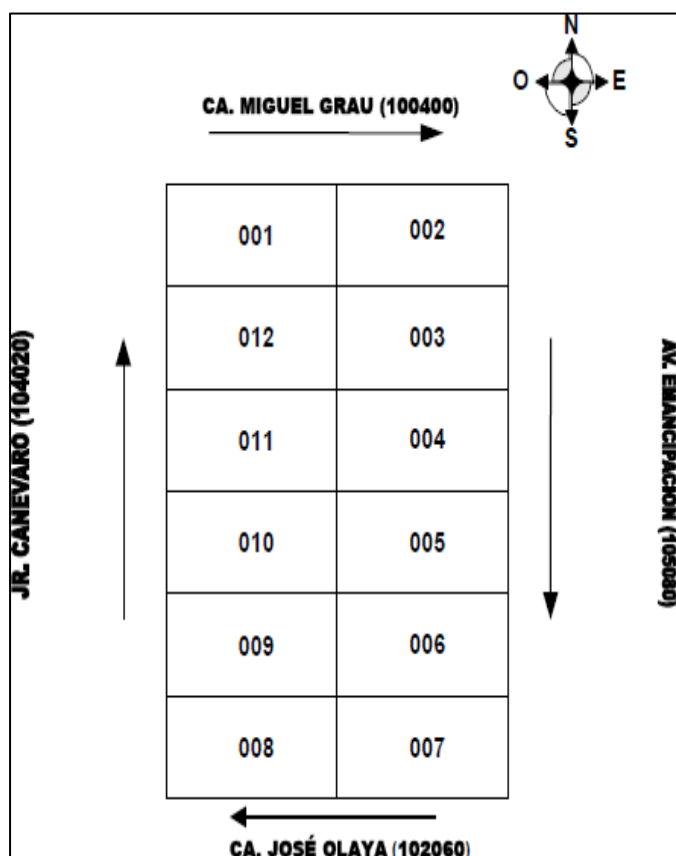 N
O E
S
CA. MIGUEL GRAU (100400)
001 002
012 003
011 004
010 005
009 006
008 007
JR. CANEVARO (104020)
AV. EMANCIPACION (105080)
CA. JOSÉ OLAYA (102060)